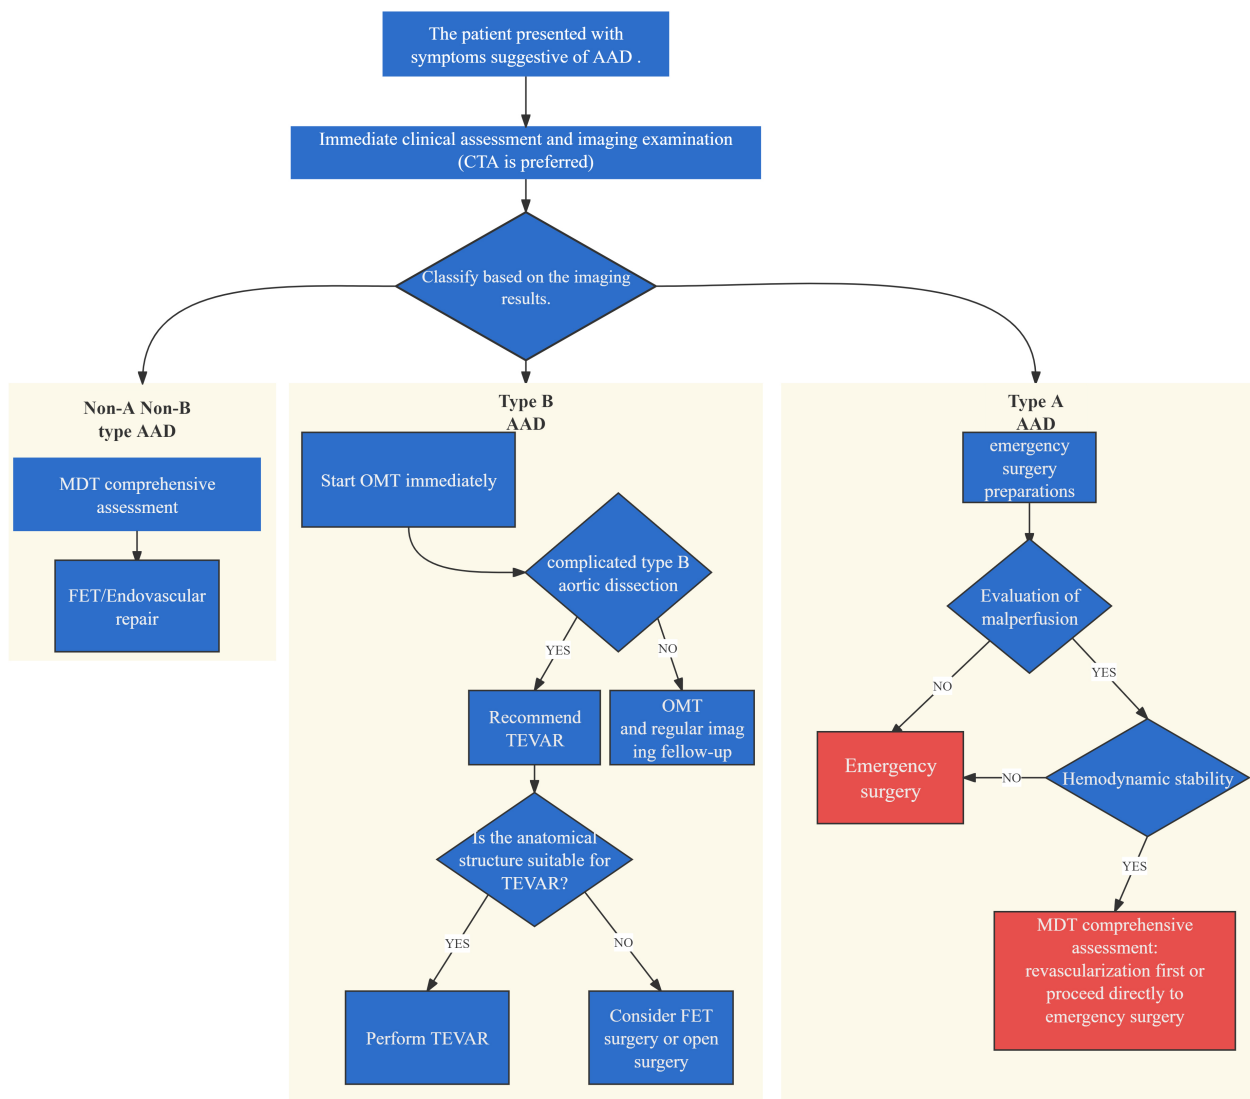 The patient presented with
symptoms suggestive of AAD .
Immediate clinical assessment and imaging examination
(CTA is preferred)
Classify based on the imaging
results.
Non-A Non-B
type AAD
MDT comprehensive
assessment
FET/Endovascular
repair
Type B
AAD
Start OMT immediately
complicated type B
aortic dissection
YES
NO
Recommend
TEVAR
OMT
and regular imag
ing fellow-up
Is the anatomical
structure suitable for
TEVAR?
YES
NO
Perform TEVAR
Consider FET
surgery or open
surgery
Type A
AAD
emergency
surgery
preparations
Evaluation of
malperfusion
NO
YES
Emergency
surgery
NO
Hemodynamic stability
YES
MDT comprehensive
assessment:
revascularization first or
proceed directly to
emergency surgery